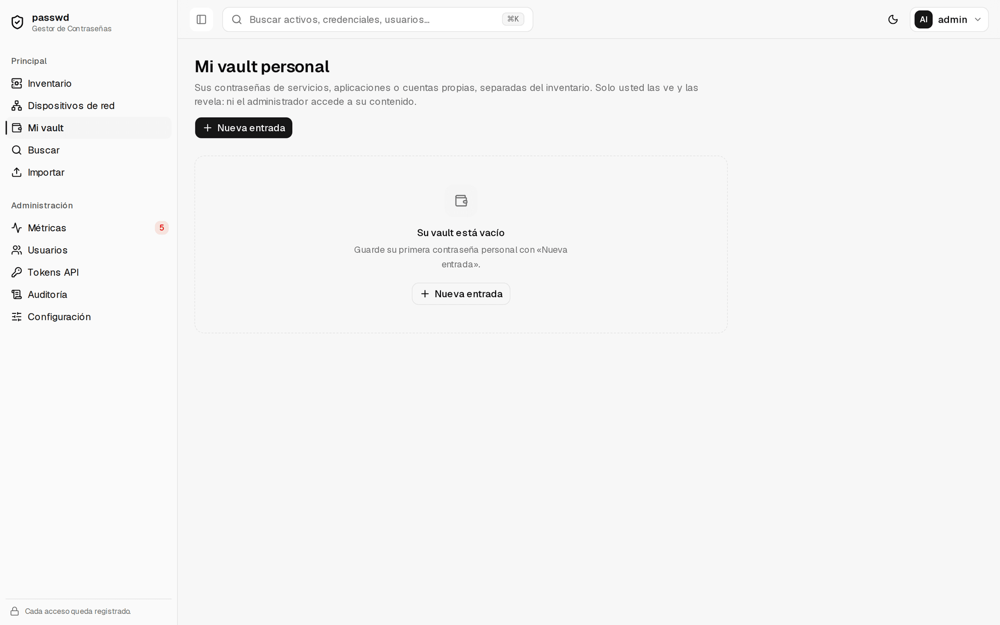 passwd
Gestor de Contraseñas
Principal
Inventario
Dispositivos de red
Mi vault
Buscar
Importar
Administración
Métricas 5
Usuarios
Tokens API
Auditoría
Configuración
Cada acceso queda registrado.
Buscar activos, credenciales, usuarios... ⌘K
AI admin
Mi vault personal
Sus contraseñas de servicios, aplicaciones o cuentas propias, separadas del inventario. Solo usted las ve y las
revela: ni el administrador accede a su contenido.
Nueva entrada
Su vault está vacío
Guarde su primera contraseña personal con «Nueva
entrada».
Nueva entrada